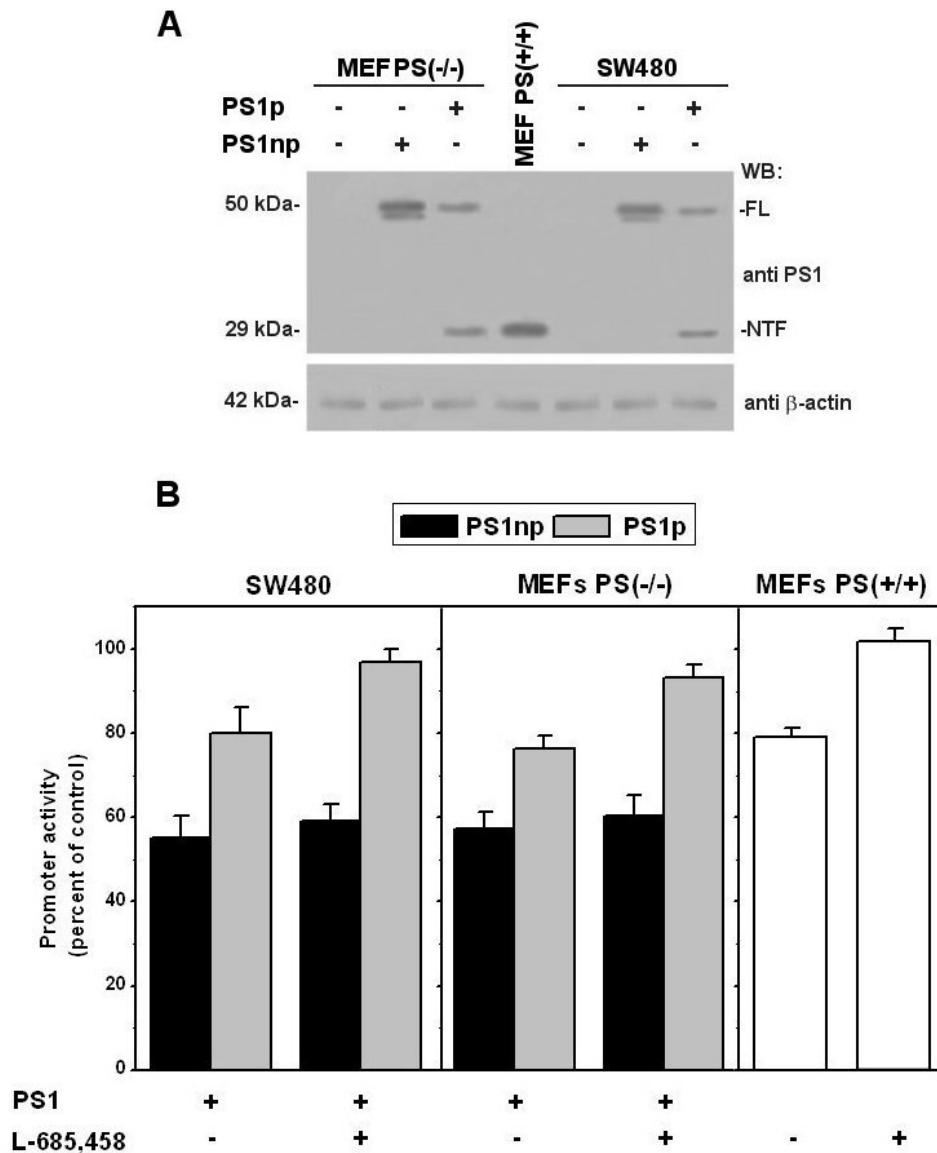 A
MEF PS(-/-) MEF PS(+/+) SW480
PS1p - - + - - +
PS1np - + - - + -
WB:
50 kDa- -FL
anti PS1
29 kDa- -NTF
42 kDa- anti β-actin
B
PS1np PS1p
SW480 MEFs PS(-/-) MEFs PS(+/+)
100
80
60
40
20
0
Promoter activity
(percent of control)
PS1 + + + +
L-685,458 - + - + - +